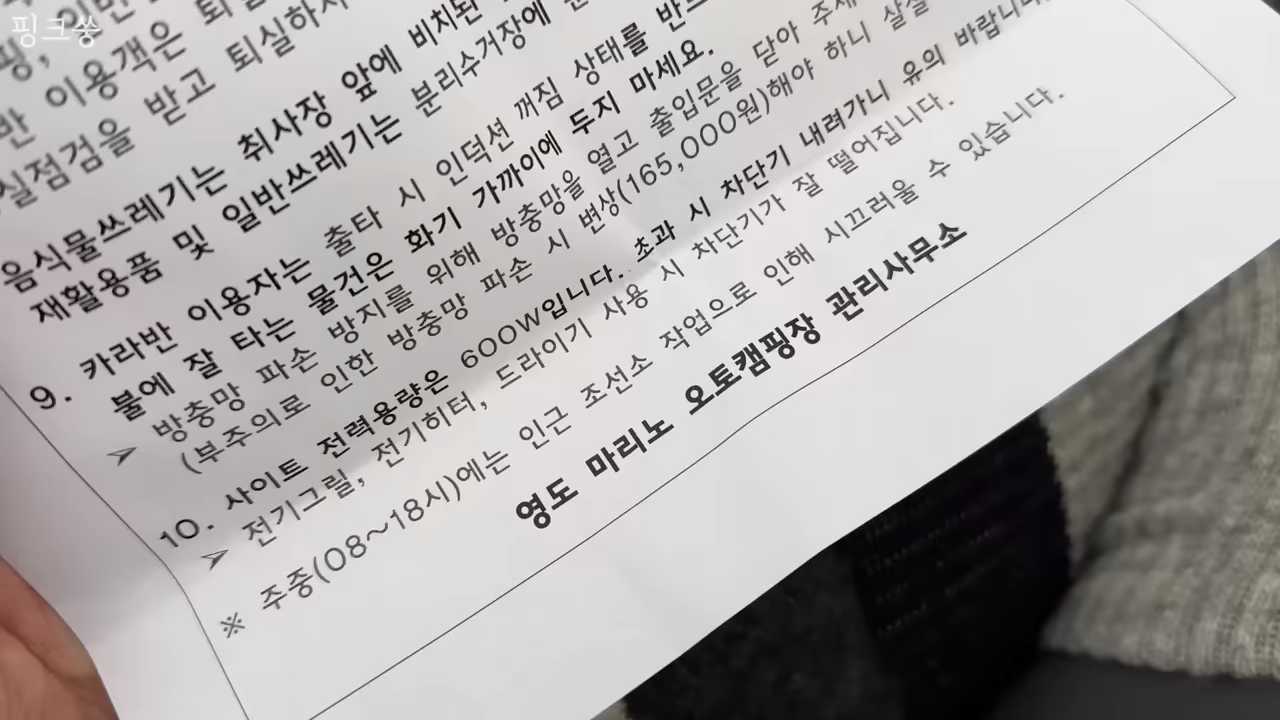 핑크쏭
이용객은
실점검을 받고 퇴실하시
음식물쓰레기는 취사장 앞에 비치된
재활용품 및 일반쓰레기는 분리수거장에
9. 카라반 이용자는 출타 시 인덕션 꺼짐 상태를 반드
불에 잘 타는 물건은 화기 가까이에 두지 마세요.
➢ 방충망 파손 방지를 위해 방충망을 열고 출입문을 닫아 주세
(부주의로 인한 방충망 파손 시 변상(165,000원)해야 하니 살살
10. 사이트 전력용량은 600W입니다. 초과 시 차단기 내려가니 유의 바랍니다.
➢ 전기그릴, 전기히터, 드라이기 사용 시 차단기가 잘 떨어집니다.
※ 주중(08~18시)에는 인근 조선소 작업으로 인해 시끄러울 수 있습니다.
영도 마리노 오토캠핑장 관리사무소